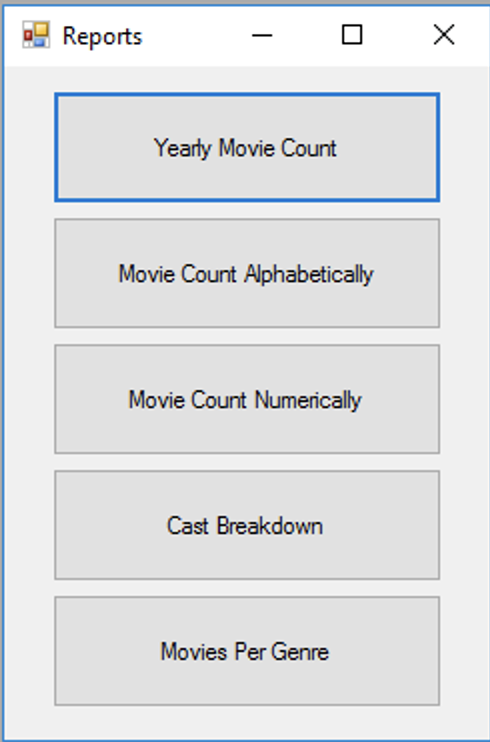 Reports
Yearly Movie Count
Movie Count Alphabetically
Movie Count Numerically
Cast Breakdown
Movies Per Genre